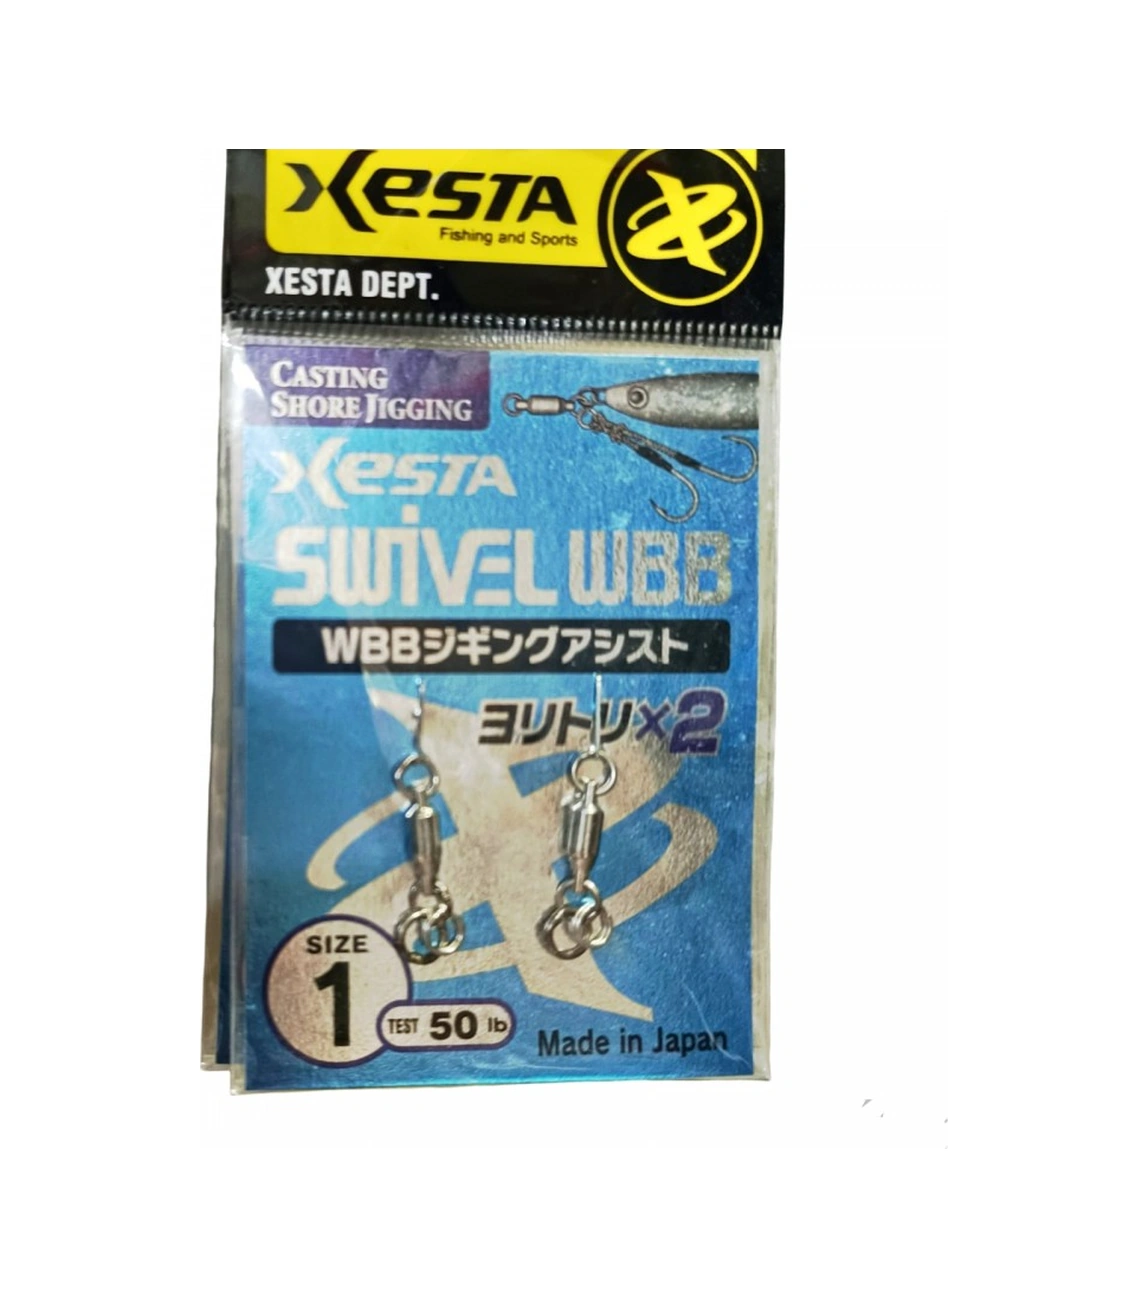 XESTA
Fishing and Sports
XESTA DEPT.
CASTING
SHORE JIGGING
XESTA
SWIVEL WBB
WBBジギングアシスト
ヨリトリ×2
SIZE
1
TEST 50 lb
Made in Japan